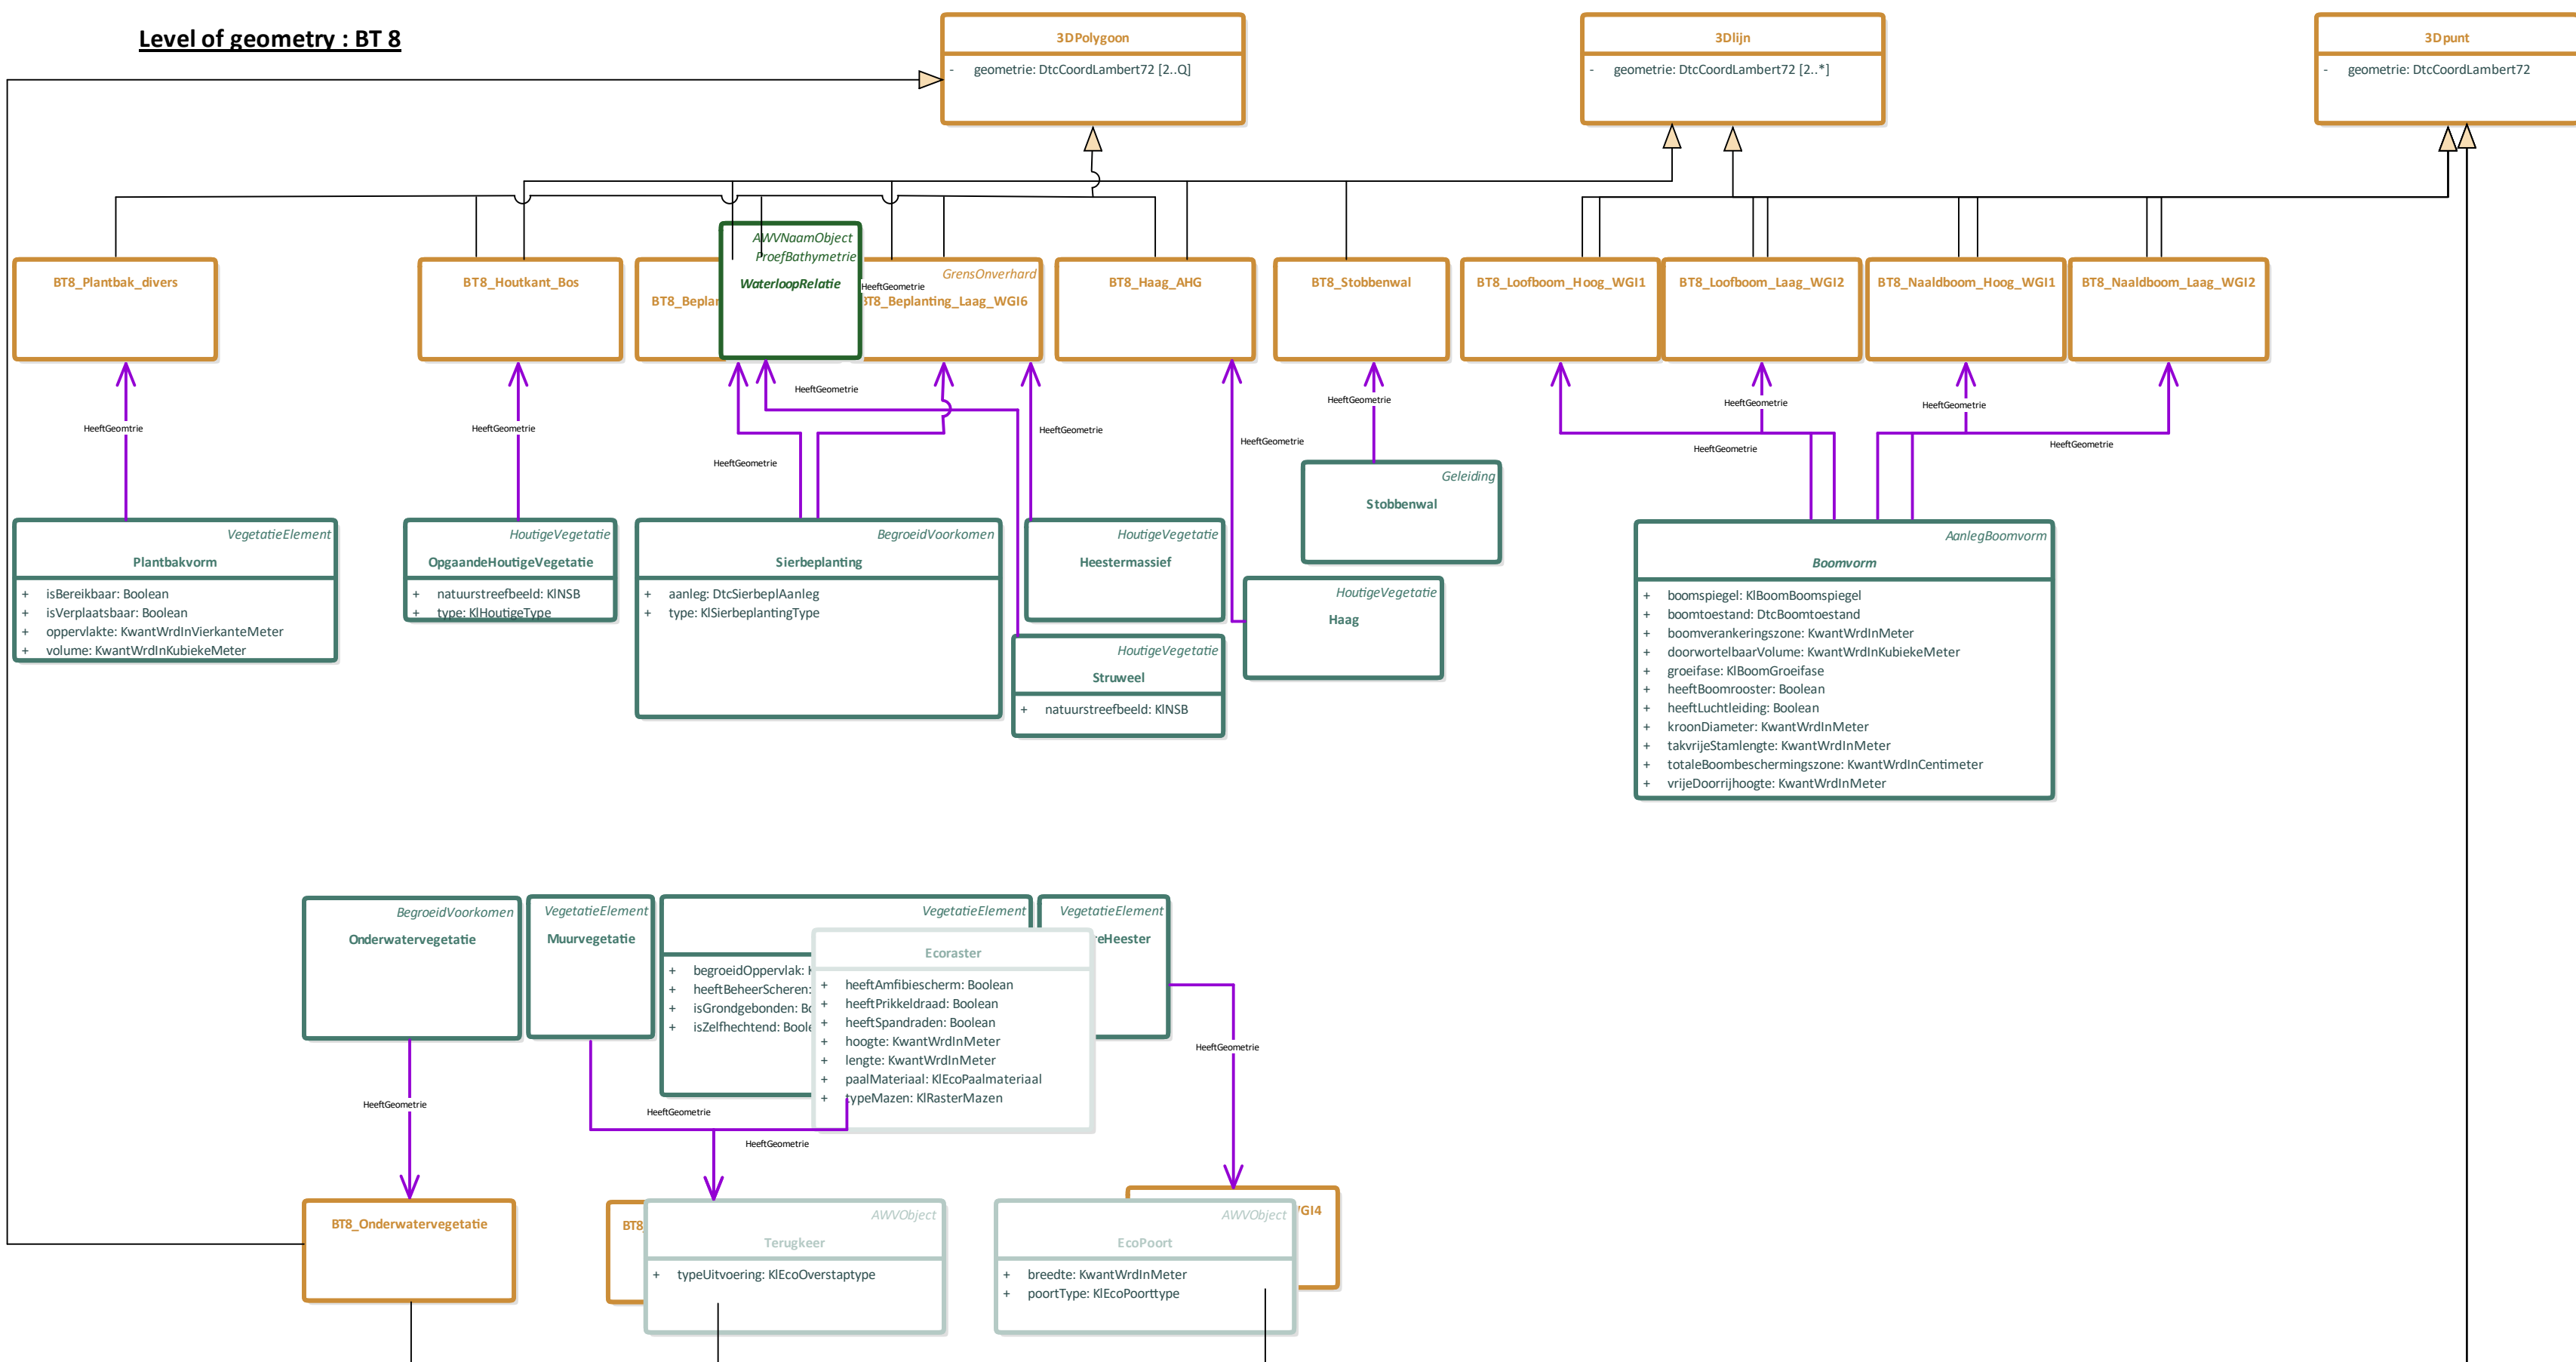 Level of geometry : BT 8
3DPolygoon
- geometrie: DtcCoordLambert72 [2..Q]
3Dlijn
- geometrie: DtcCoordLambert72 [2..*]
3Dpunt
- geometrie: DtcCoordLambert72
BT8_Plantbak_divers
BT8_Houtkant_Bos
AWVNaamObject
ProefBathymetrie
WaterloopRelatie
HeeftGeometrie
GrensOnverhard
BT8_Beplanting_Laag_WGI6
BT8_Haag_AHG
BT8_Stobbenwal
BT8_Loofboom_Hoog_WGI1
BT8_Loofboom_Laag_WGI2
BT8_Naaldboom_Hoog_WGI1
BT8_Naaldboom_Laag_WGI2
HeeftGeomtrie
HeeftGeometrie
HeeftGeometrie
HeeftGeometrie
HeeftGeometrie
HeeftGeometrie
HeeftGeometrie
HeeftGeometrie
HeeftGeometrie
HeeftGeometrie
HeeftGeometrie
VegetatieElement
Plantbakvorm
+ isBereikbaar: Boolean
+ isVerplaatsbaar: Boolean
+ oppervlakte: KwantWrdInVierkanteMeter
+ volume: KwantWrdInKubiekeMeter
HoutigeVegetatie
OpgaandeHoutigeVegetatie
+ natuurstreefbeeld: KlNSB
+ type: KlHoutigeType
BegroeidVoorkomen
Sierbeplanting
+ aanleg: DtcSierbeplAanleg
+ type: KlSierbeplantingType
HoutigeVegetatie
Heestermassief
HoutigeVegetatie
Struweel
+ natuurstreefbeeld: KlNSB
Geleiding
Stobbenwal
HoutigeVegetatie
Haag
AanlegBoomvorm
Boomvorm
+ boomspiegel: KlBoomBoomspiegel
+ boomtoestand: DtcBoomtoestand
+ boomverankeringszone: KwantWrdInMeter
+ doorwortelbaarVolume: KwantWrdInKubiekeMeter
+ groeifase: KlBoomGroeifase
+ heeftBoomrooster: Boolean
+ heeftLuchtleiding: Boolean
+ kroonDiameter: KwantWrdInMeter
+ takvrijeStamlengte: KwantWrdInMeter
+ totaleBoombeschermingszone: KwantWrdInCentimeter
+ vrijeDoorrijhoogte: KwantWrdInMeter
BegroeidVoorkomen
Onderwatervegetatie
VegetatieElement
Muurvegetatie
VegetatieElement
+ begroeidOppervlak:
+ heeftBeheerScheren:
+ isGrondgebonden:
+ isZelfhechtend:
VegetatieElement
Ecoraster
+ heeftAmfibiescherm: Boolean
+ heeftPrikkeldraad: Boolean
+ heeftSpandraden: Boolean
+ hoogte: KwantWrdInMeter
+ lengte: KwantWrdInMeter
+ paalMateriaal: KlEcoPaalmateriaal
+ typeMazen: KlRasterMazen
HeeftGeometrie
HeeftGeometrie
HeeftGeometrie
HeeftGeometrie
BT8_Onderwatervegetatie
AWVObject
Terugkeer
+ typeUitvoering: KlEcoOverstaptype
AWVObject
EcoPoort
+ breedte: KwantWrdInMeter
+ poortType: KlEcoPoorttype